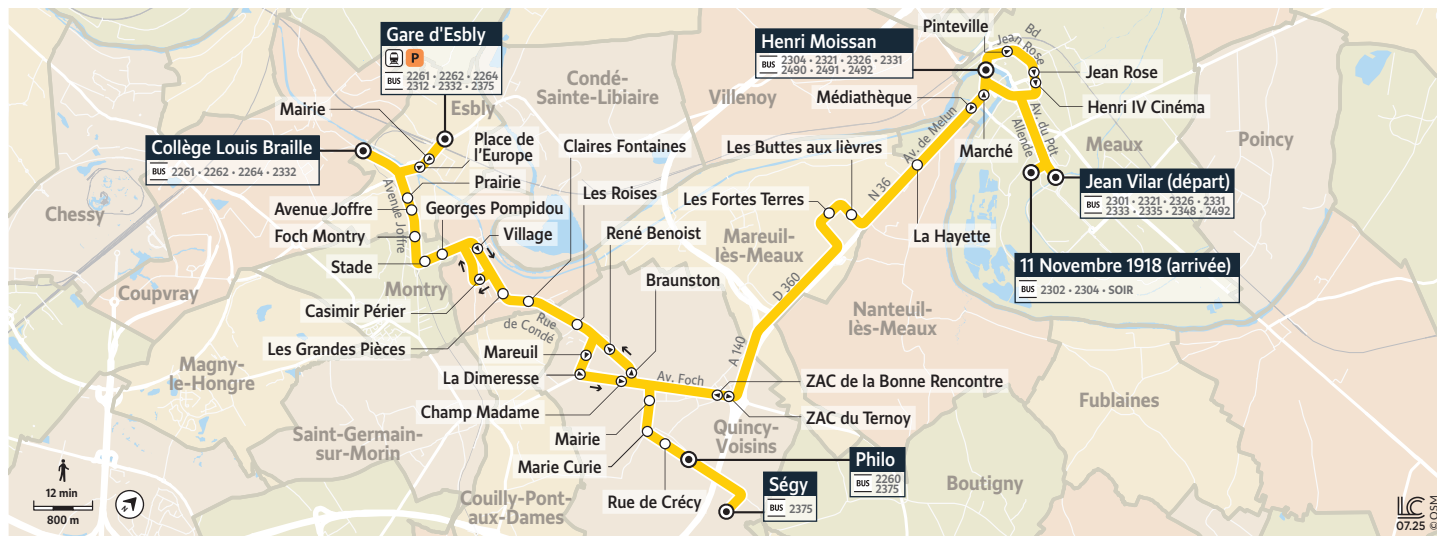 Gare d'Esbly
P
BUS 2261 • 2262 • 2264
2312 • 2332 • 2375
Mairie
Esbly
Condé-
Sainte-Libiaire
Place de
l'Europe
Collège Louis Braille
BUS 2261 • 2262 • 2264 • 2332
Avenue Joffre
Prairie
Avenue Joffre
Georges Pompidou
Foch Montry
Village
Stade
Chessy
Coupvray
Montry
Casimir Périer
Les Grandes Pièces
Claires Fontaines
Les Roises
René Benoist
Braunston
Rue
de Condé
Mareuil
La Dimeresse
Champ Madame
Magny-
le-Hongre
Saint-Germain-
sur-Morin
Couilly-Pont-
aux-Dames
Av. Foch
Mairie
Marie Curie
Rue de Crécy
Quincy-
Voisins
Philo
BUS 2260
2375
Ségy
BUS 2375
ZAC de la Bonne Rencontre
ZAC du Ternoy
A 140
D 360
Mareuil-
lès-Meaux
Les Fortes Terres
Les Buttes aux lièvres
N 36
Av. de Melun
La Hayette
Villenoy
Henri Moissan
BUS 2304 • 2321 • 2326 • 2331
2490 • 2491 • 2492
Médiathèque
Pinteville
Bd
Jean Rose
Jean Rose
Henri IV Cinéma
Marché
Av. du Pdt
Allende
Meaux
Poincy
Jean Vilar (départ)
BUS 2301 • 2321 • 2326 • 2331
2333 • 2335 • 2348 • 2492
11 Novembre 1918 (arrivée)
BUS 2302 • 2304 • SOIR
Nanteuil-
lès-Meaux
Fublaines
Boutigny
12 min
800 m
LC
07.25
© OSM